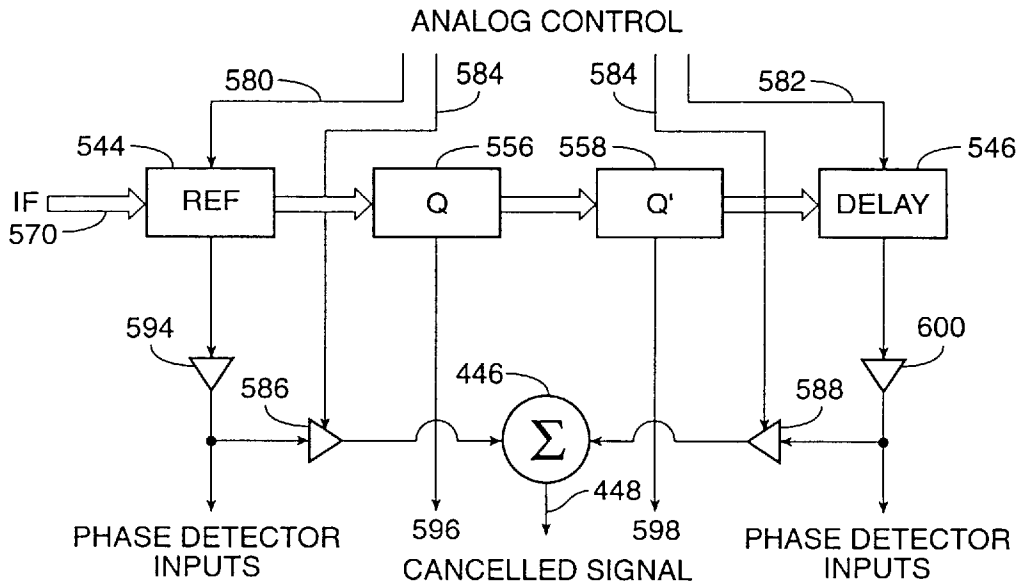 ANALOG CONTROL
580
584
584
582
544
556
558
546
IF
REF
Q
Q'
DELAY
570
594
600
586
446
588
Σ
448
596
598
PHASE DETECTOR
INPUTS
CANCELLED SIGNAL
PHASE DETECTOR
INPUTS